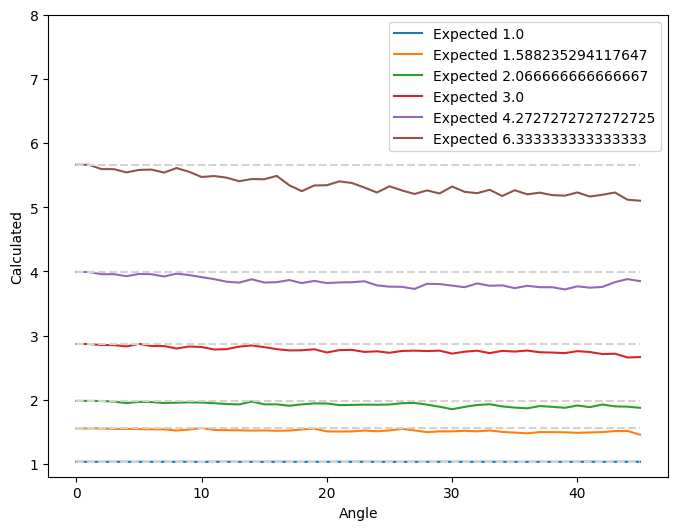 8
7
6
5
4
3
2
1
Calculated
Expected 1.0
Expected 1.588235294117647
Expected 2.066666666666667
Expected 3.0
Expected 4.2727272727272725
Expected 6.333333333333333
0 10 20 30 40
Angle